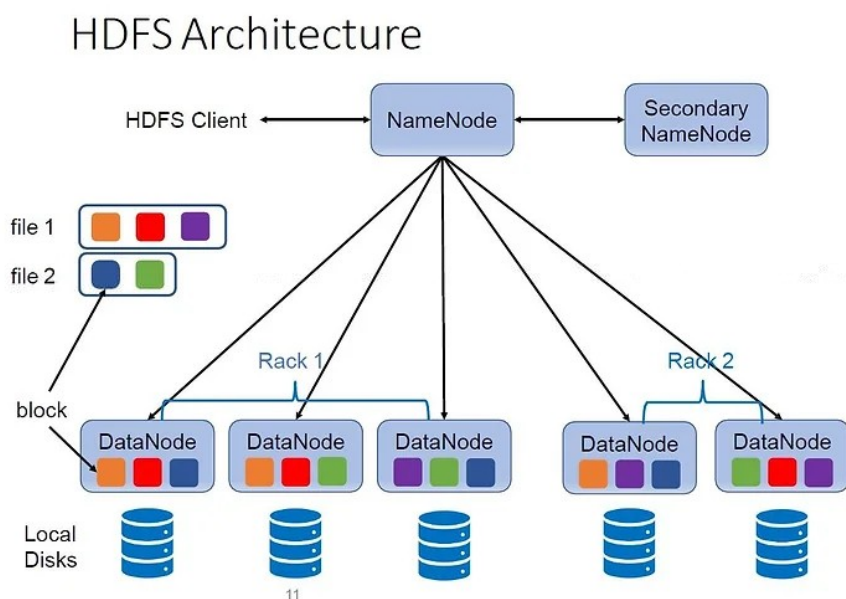 HDFS Architecture
HDFS Client
NameNode
Secondary
NameNode
file 1
file 2
Rack 1
Rack 2
block
DataNode
DataNode
DataNode
DataNode
DataNode
Local
Disks
11